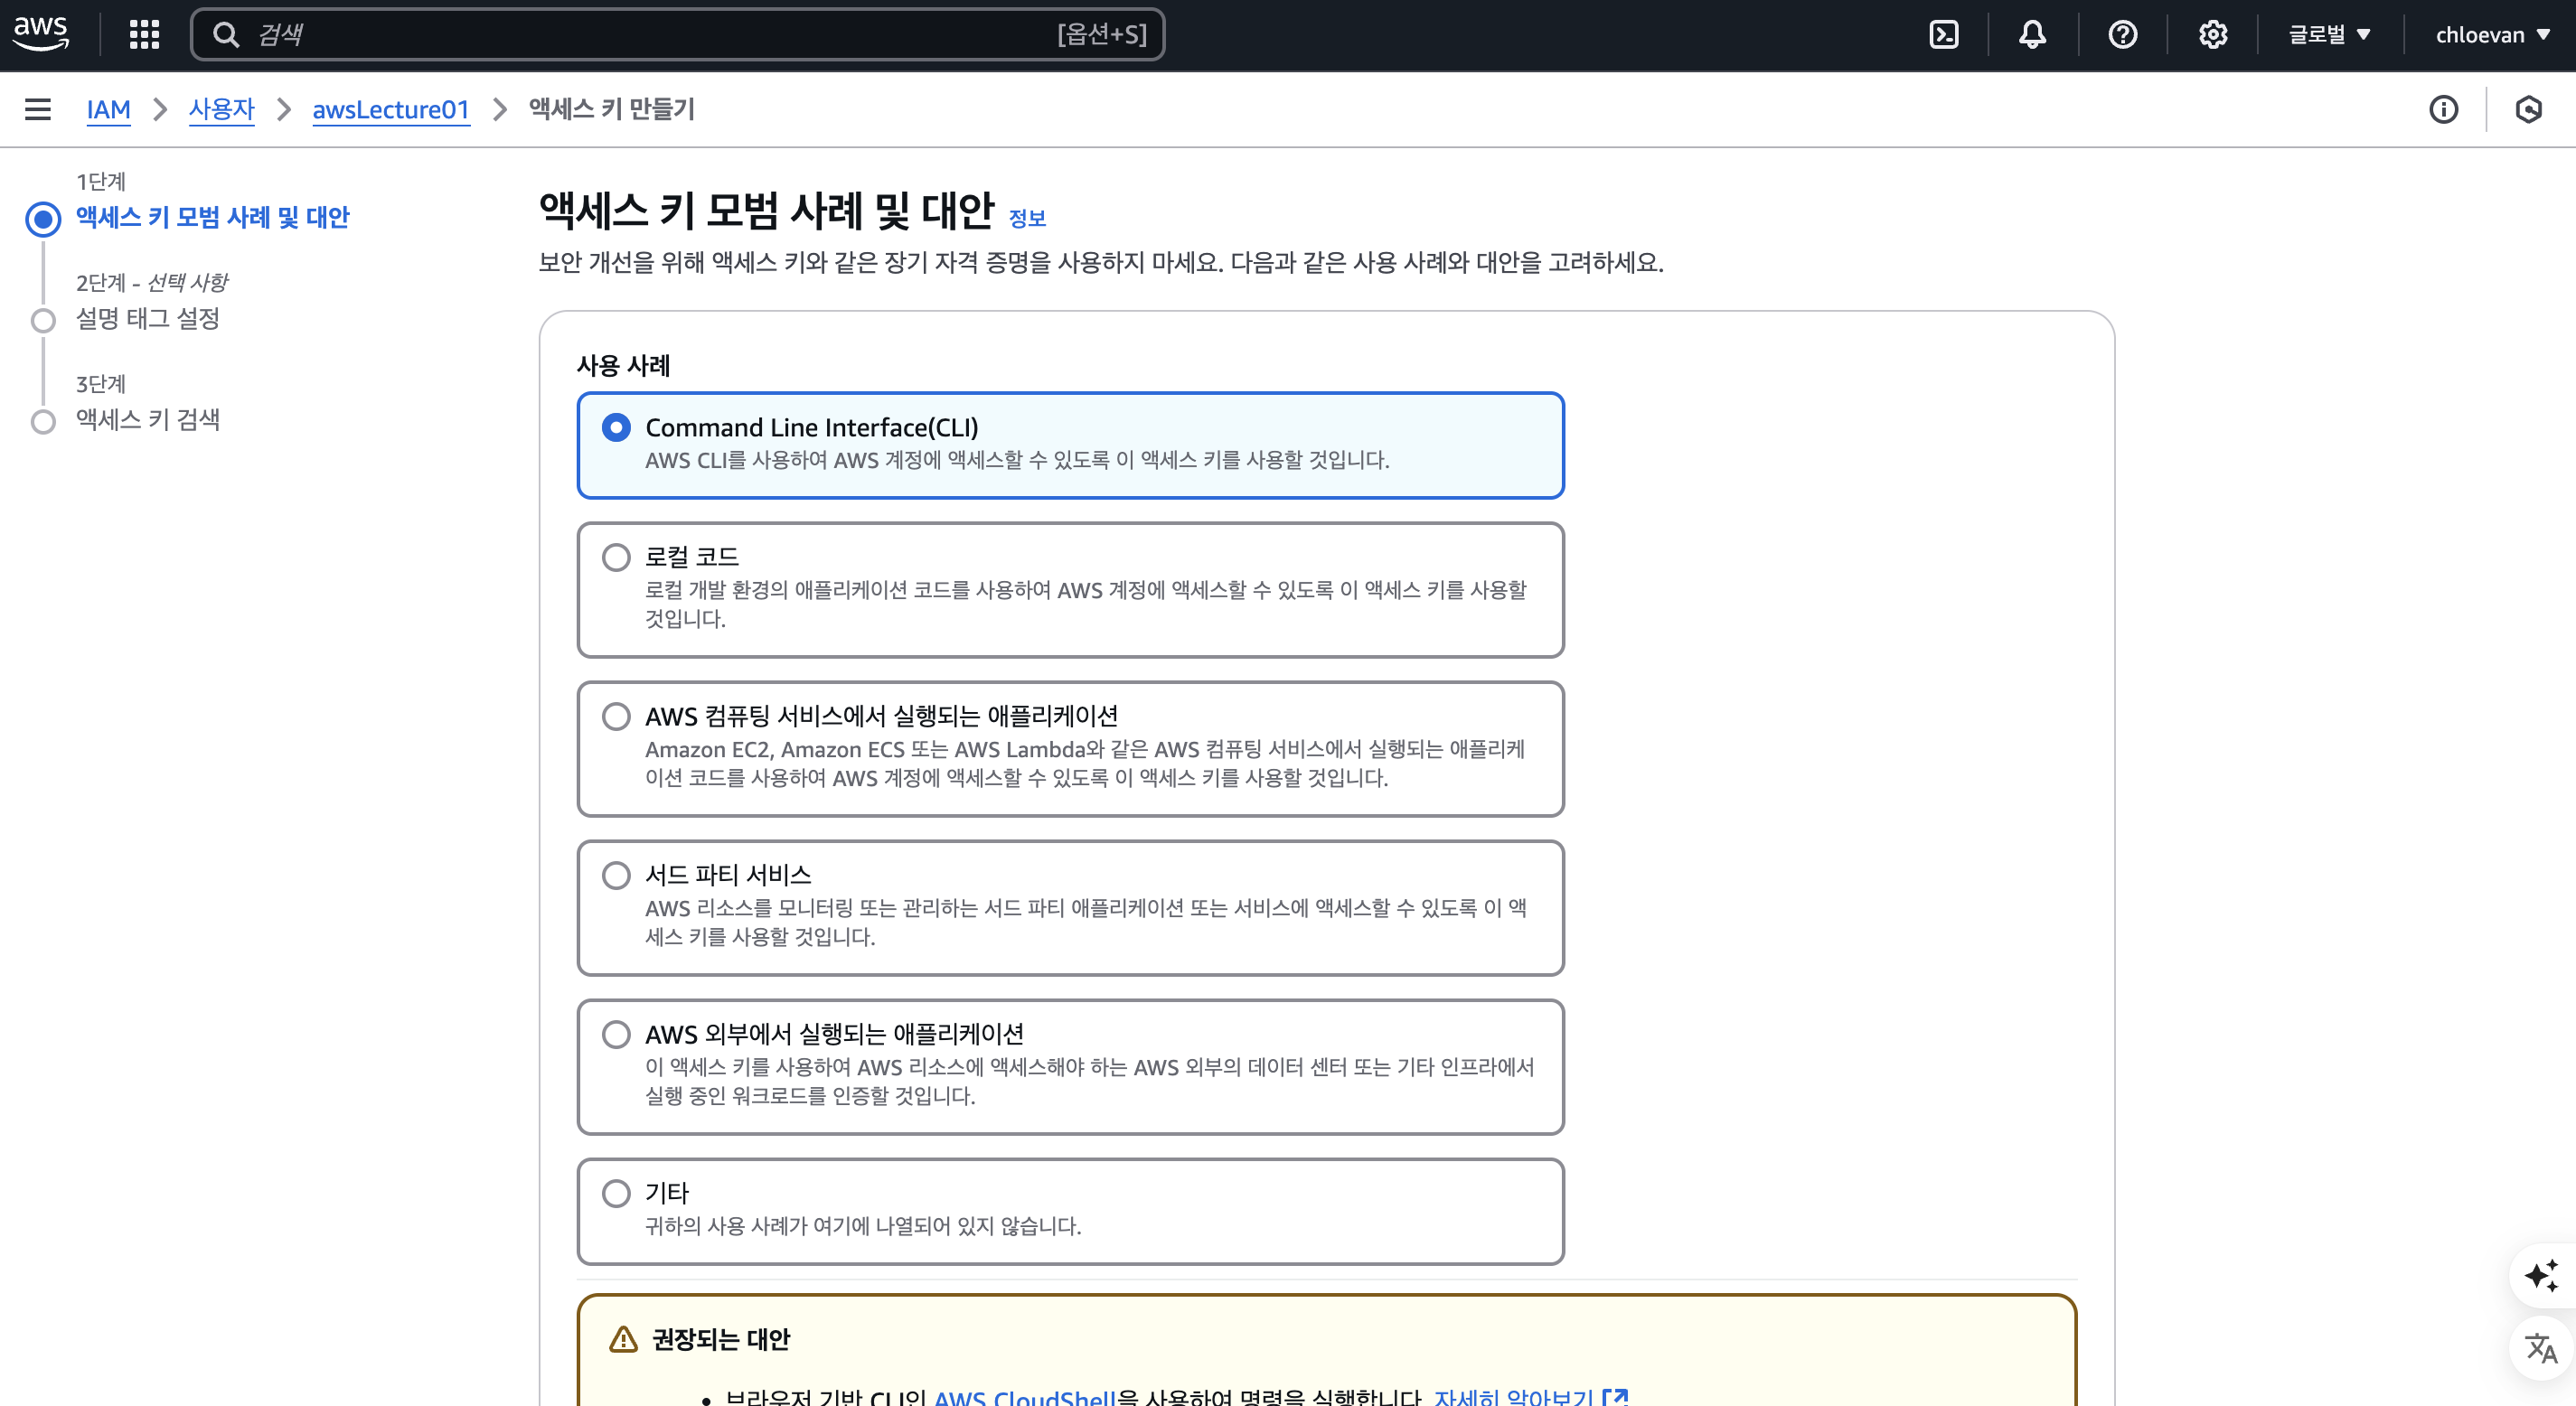 aws
검색
[옵션+S]
글로벌
chloevan
IAM
사용자
awsLecture01
액세스 키 만들기
1단계
액세스 키 모범 사례 및 대안
2단계 - 선택 사항
설명 태그 설정
3단계
액세스 키 검색
액세스 키 모범 사례 및 대안 정보
보안 개선을 위해 액세스 키와 같은 장기 자격 증명을 사용하지 마세요. 다음과 같은 사용 사례와 대안을 고려하세요.
사용 사례
Command Line Interface(CLI)
AWS CLI를 사용하여 AWS 계정에 액세스할 수 있도록 이 액세스 키를 사용할 것입니다.
로컬 코드
로컬 개발 환경의 애플리케이션 코드를 사용하여 AWS 계정에 액세스할 수 있도록 이 액세스 키를 사용할
것입니다.
AWS 컴퓨팅 서비스에서 실행되는 애플리케이션
Amazon EC2, Amazon ECS 또는 AWS Lambda와 같은 AWS 컴퓨팅 서비스에서 실행되는 애플리케
이션 코드를 사용하여 AWS 계정에 액세스할 수 있도록 이 액세스 키를 사용할 것입니다.
서드 파티 서비스
AWS 리소스를 모니터링 또는 관리하는 서드 파티 애플리케이션 또는 서비스에 액세스할 수 있도록 이 액
세스 키를 사용할 것입니다.
AWS 외부에서 실행되는 애플리케이션
이 액세스 키를 사용하여 AWS 리소스에 액세스해야 하는 AWS 외부의 데이터 센터 또는 기타 인프라에서
실행 중인 워크로드를 인증할 것입니다.
기타
귀하의 사용 사례가 여기에 나열되어 있지 않습니다.
권장되는 대안
• 브라우저 기반 CLI인 AWS CloudShell을 사용하여 명령을 실행합니다. 자세히 알아보기